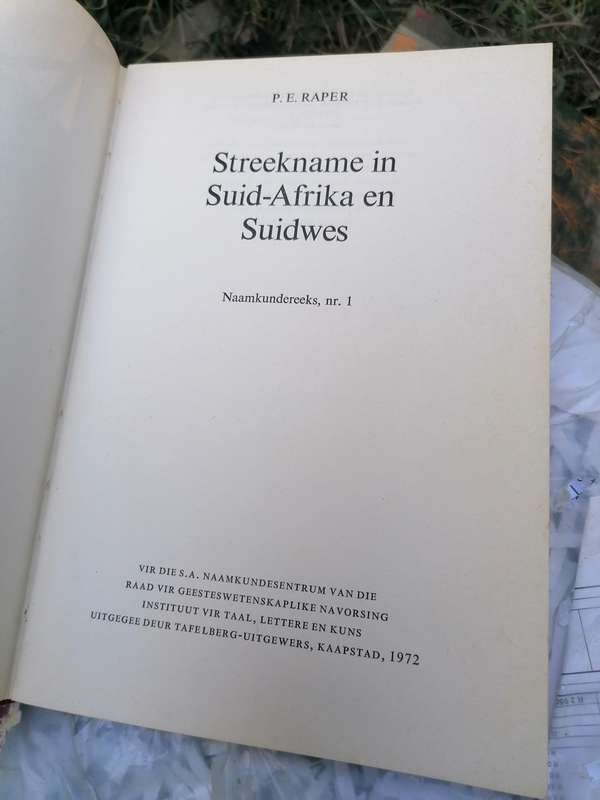 P. E. RAPER
Streekname in
Suid-Afrika en
Suidwes
Naamkundereeks, nr. 1
VIR DIE S.A. NAAMKUNDESENTRUM VAN DIE
RAAD VIR GEESTESWETENSKAPLIKE NAVORSING
INSTITUUT VIR TAAL, LETTERE EN KUNS
UITGEGEE DEUR TAFELBERG-UITGEWERS, KAAPSTAD, 1972